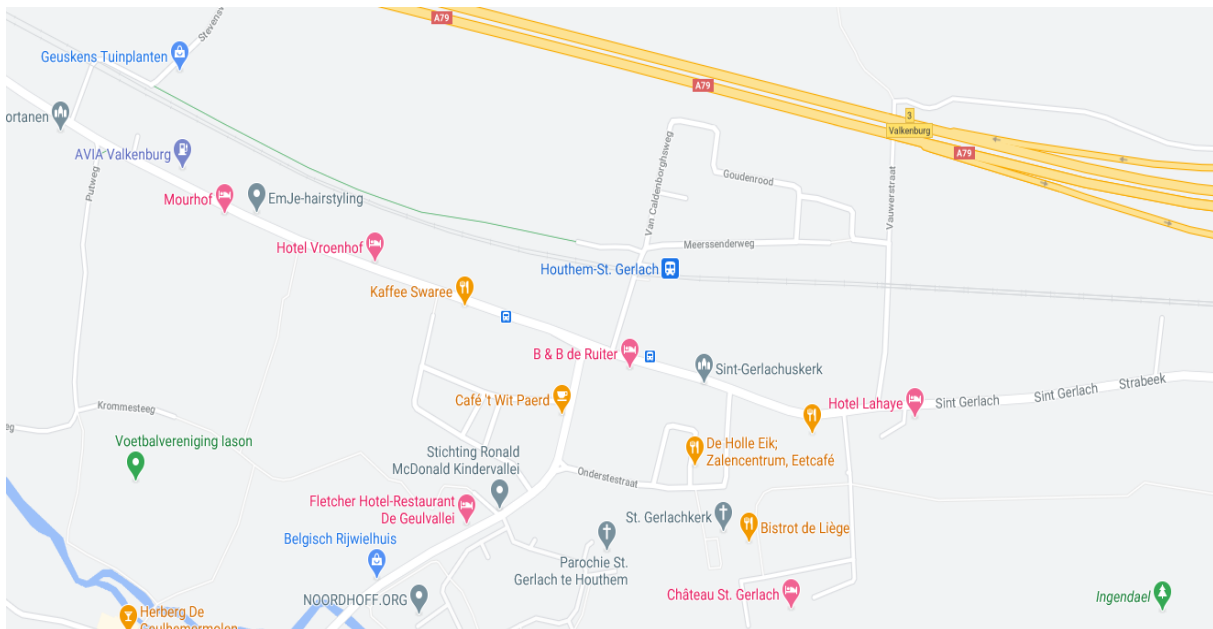 A79
Stevensw
Geuskens Tuinplanten
A79
ortanen
3
Valkenburg
AVIA Valkenburg
A79
Putweg
Van Caldenborghsweg
Goudenrood
Vauwerstraat
Mourhof
EmJe-hairstyling
Hotel Vroenhof
Meerssenderweg
Houthem-St. Gerlach
Kaffee Swaree
B & B de Ruiter
Sint-Gerlachuskerk
Strabeek
Sint Gerlach
Sint Gerlach
Hotel Lahaye
Café 't Wit Paerd
Krommesteeg
eg
Voetbalvereniging Iason
De Holle Eik;
Zalencentrum, Eetcafé
Stichting Ronald
McDonald Kindervallei
Onderstestraat
Fletcher Hotel-Restaurant
De Geulvallei
St. Gerlachkerk
Bistrot de Liège
Belgisch Rijwielhuis
Parochie St.
Gerlach te Houthem
NOORDHOFF.ORG
Château St. Gerlach
Ingendael
Herberg De
Geulhemermolen